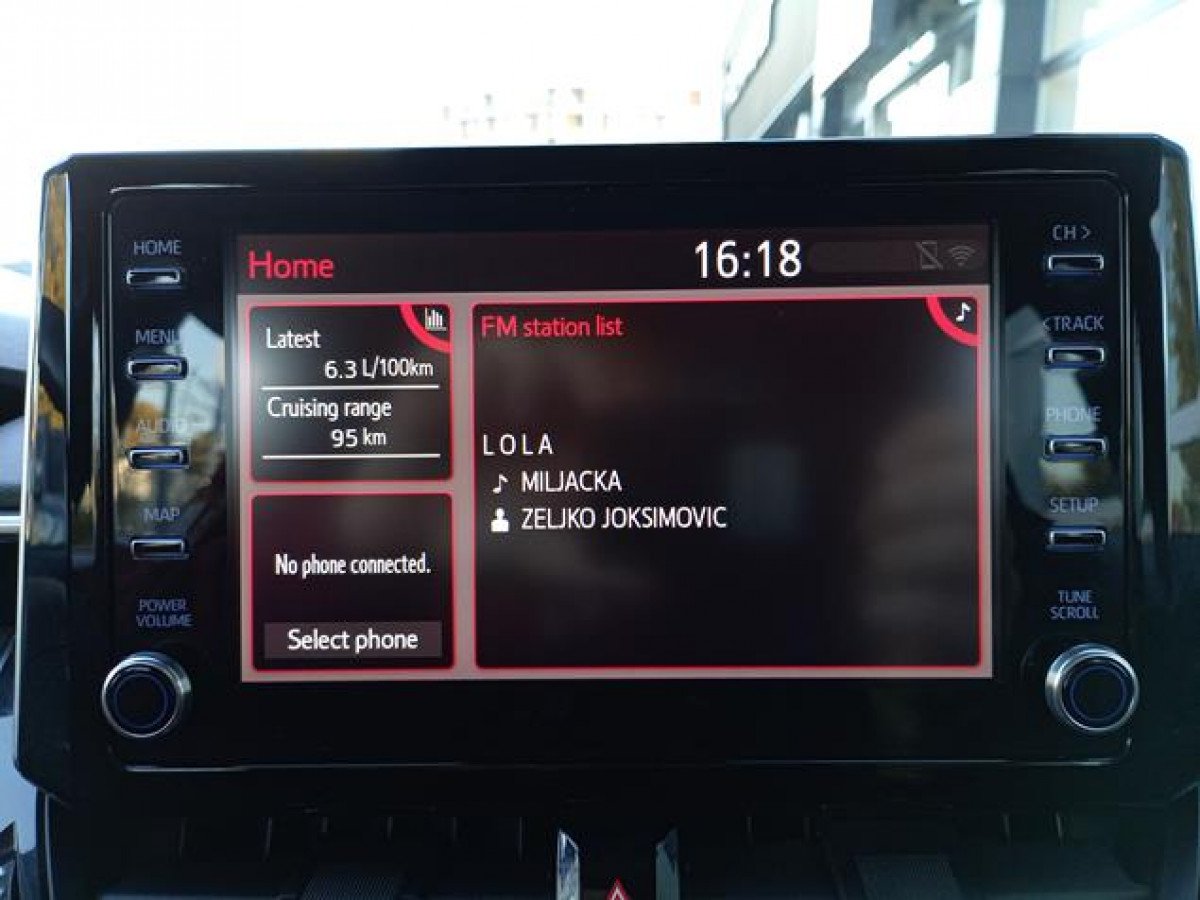 HOME
MENU
AUDIO
MAP
POWER
VOLUME
Home
16:18
Latest
6.3 L/100km
Cruising range
95 km
No phone connected.
Select phone
FM station list
LOLA
MILJACKA
ZELJKO JOKSIMOVIC
CH >
< TRACK
PHONE
SETUP
TUNE
SCROLL